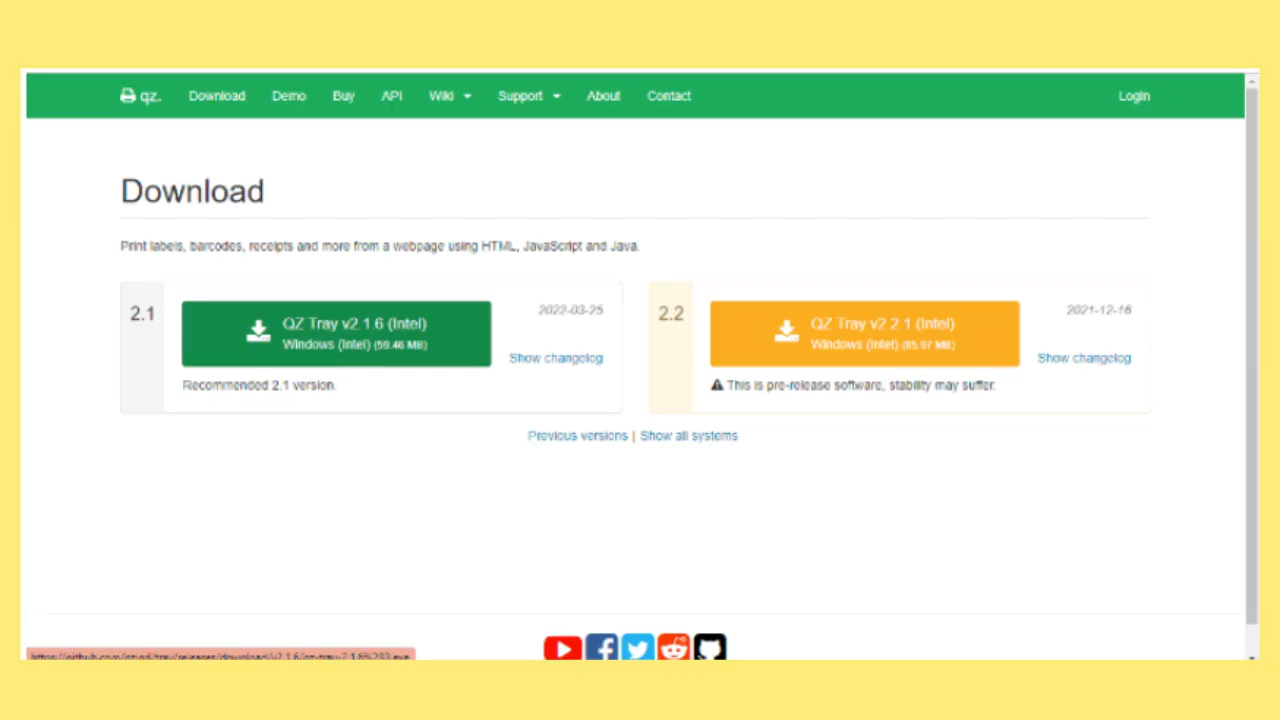 qz. Download Demo Buy API Wiki Support About Contact Login
Download
Print labels, barcodes, receipts and more from a webpage using HTML, JavaScript and Java.
2.1
QZ Tray v2.1.6 (Intel)
Windows (Intel) (59.46 MB)
2022-03-25
Show changelog
Recommended 2.1 version.
2.2
QZ Tray v2.2.1 (Intel)
Windows (Intel) (85.97 MB)
2021-12-16
Show changelog
This is pre-release software, stability may suffer.
Previous versions | Show all systems